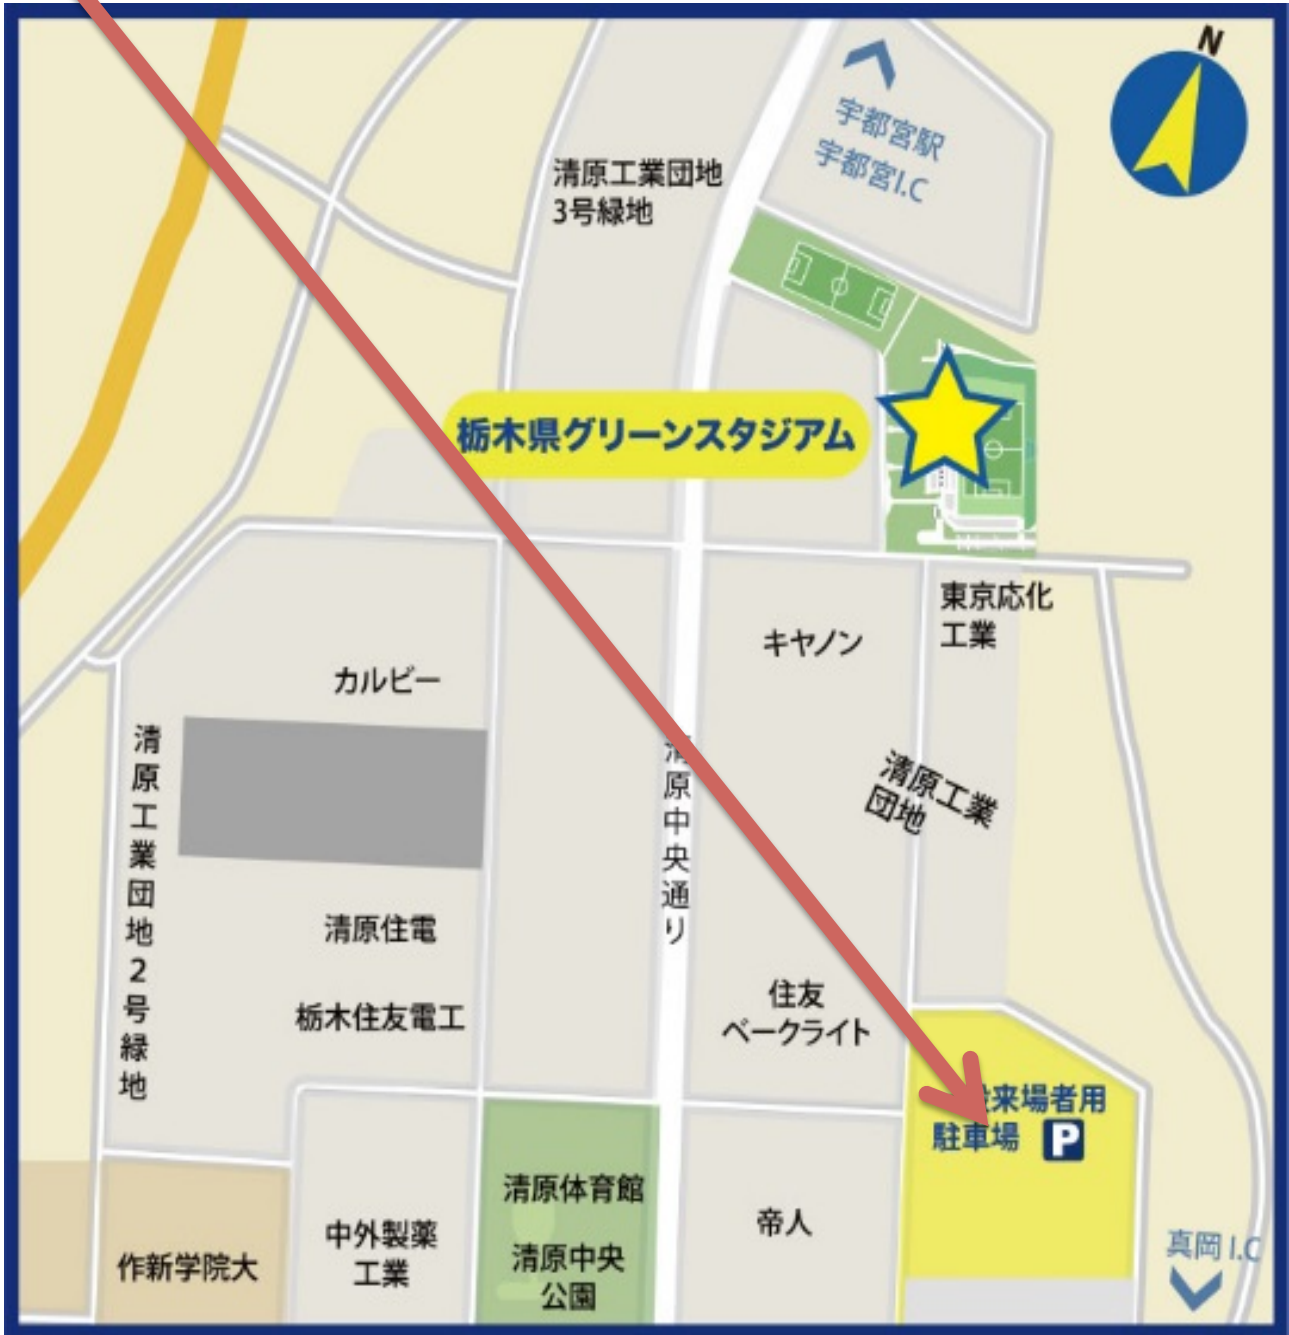 N
宇都宮駅
宇都宮I.C
清原工業団地
3号緑地
栃木県グリーンスタジアム
東京応化
工業
キヤノン
カルビー
清原工業団地2号緑地
清原中央通り
清原工業
団地
清原住電
栃木住友電工
住友
ベークライト
来場者用
駐車場 P
清原体育館
清原中央
公園
帝人
中外製薬
工業
作新学院大
真岡I.C